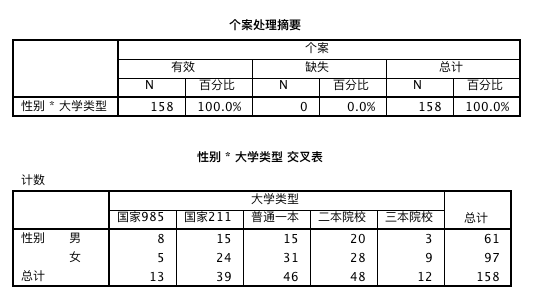 个案处理摘要
个案
有效 缺失 总计
N 百分比 N 百分比 N 百分比
性别 * 大学类型 158 100.0% 0 0.0% 158 100.0%
性别 * 大学类型 交叉表
计数
大学类型
国家985 国家211 普通一本 二本院校 三本院校 总计
性别 男 8 15 15 20 3 61
女 5 24 31 28 9 97
总计 13 39 46 48 12 158